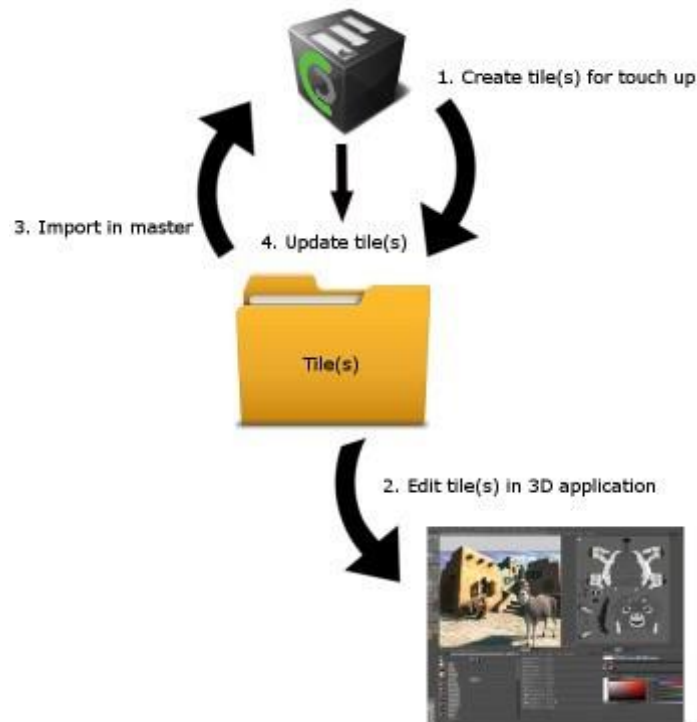 1. Create tile(s) for touch up
3. Import in master
4. Update tile(s)
Tile(s)
2. Edit tile(s) in 3D application